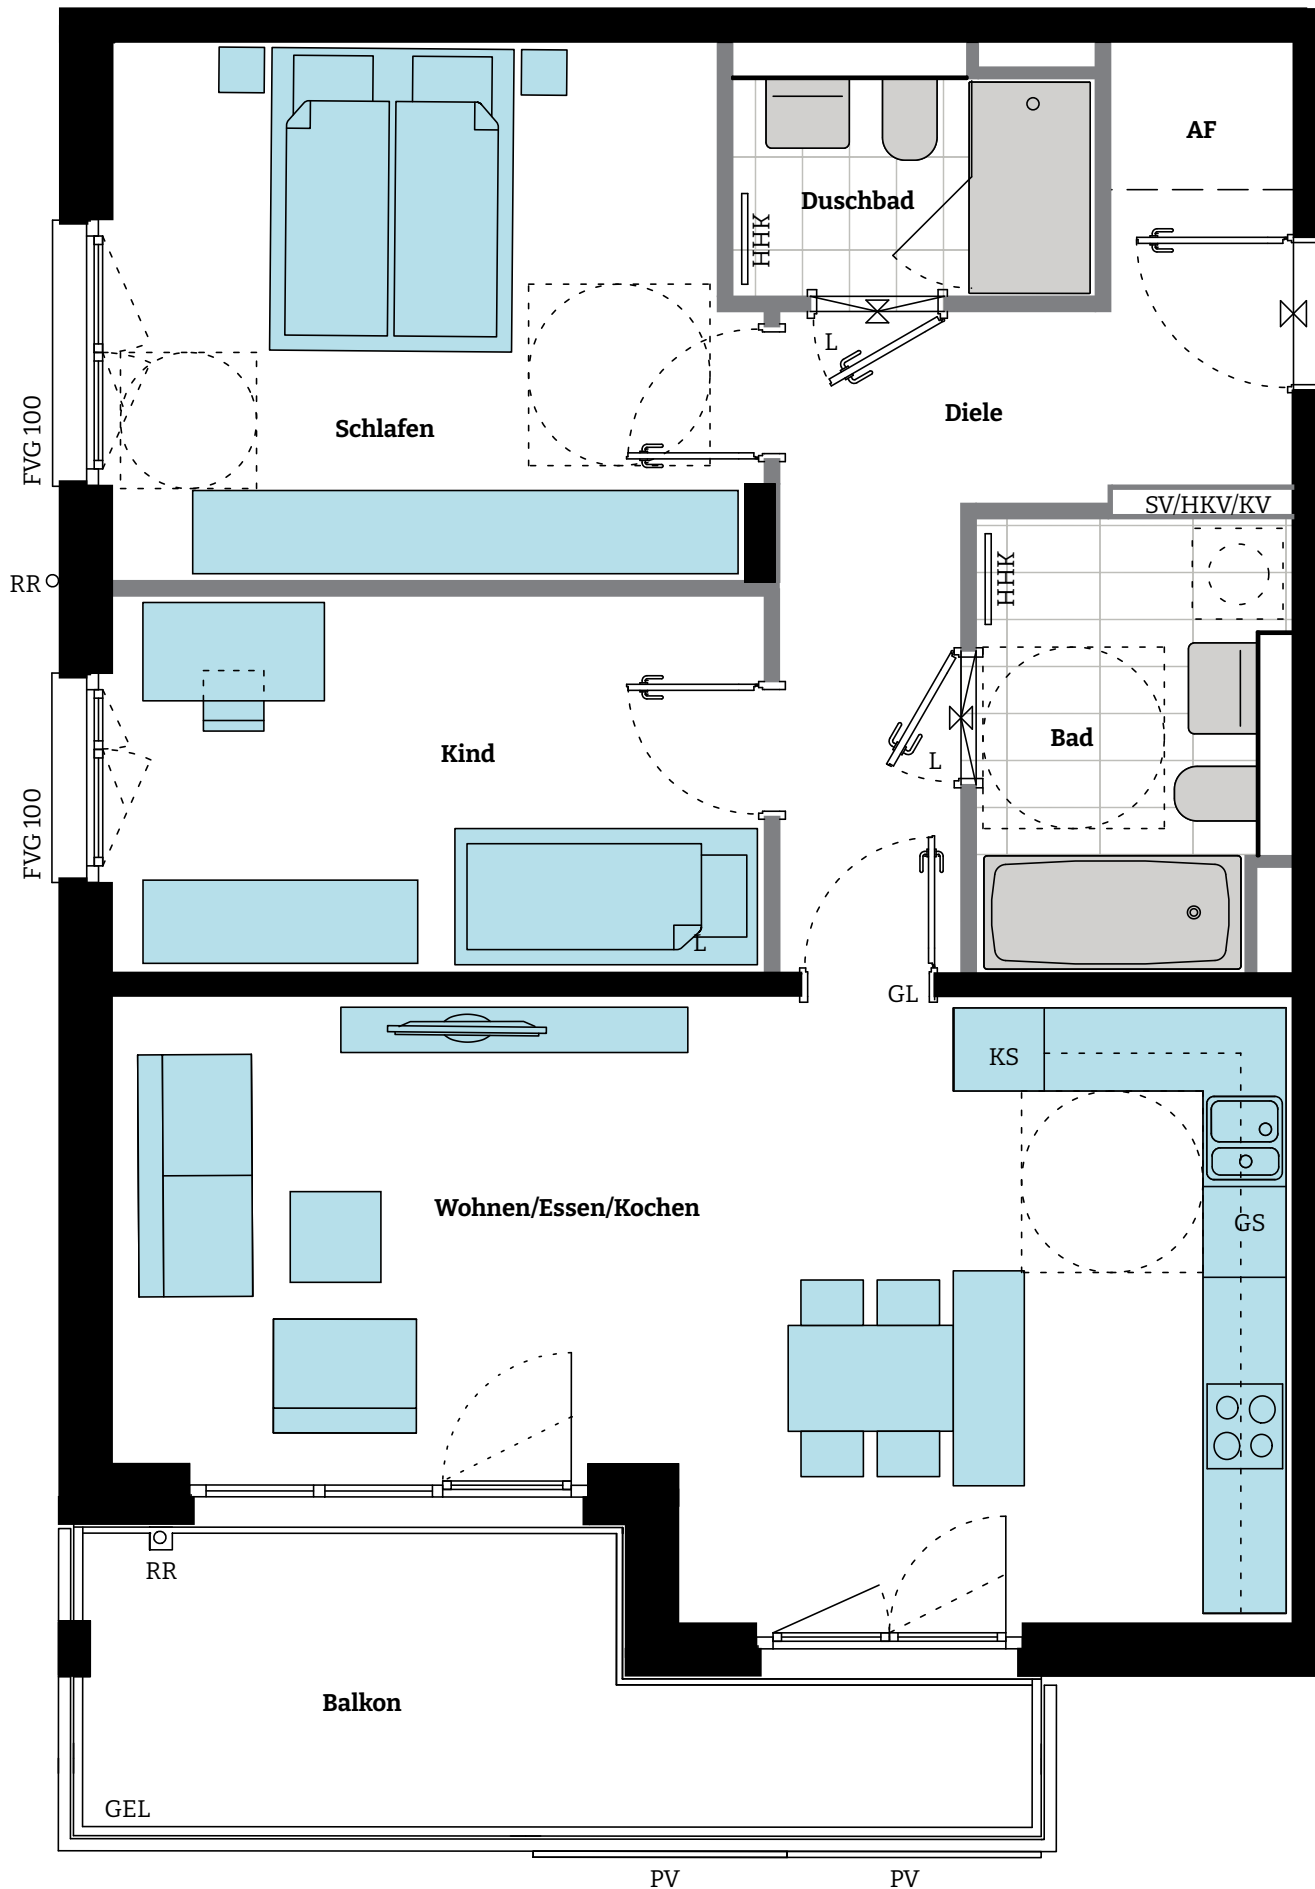 AF
Duschbad
HHK
L
Diele
Schlafen
FVG 100
SV/HKV/KV
RR
HHK
Kind
Bad
L
FVG 100
L
GL
KS
Wohnen/Essen/Kochen
GS
RR
Balkon
GEL
PV
PV